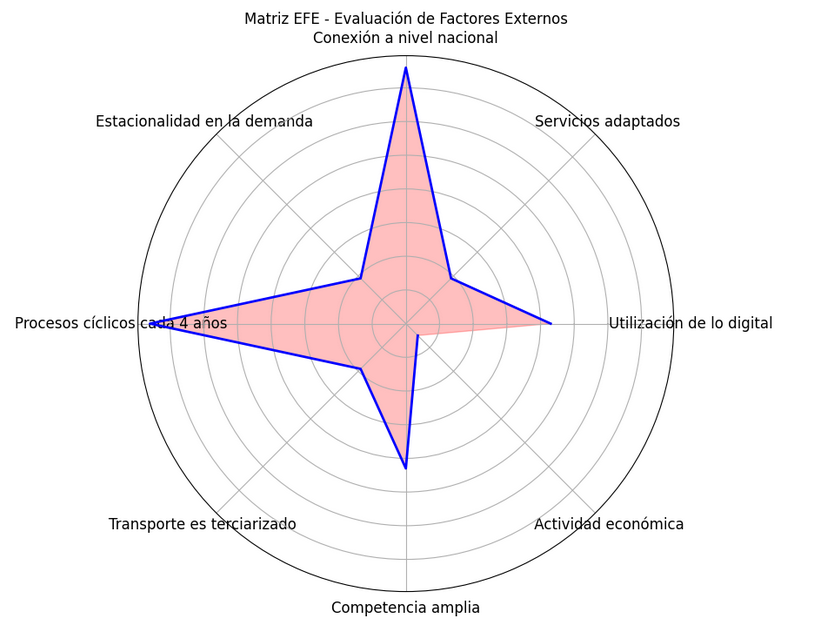 Matriz EFE - Evaluación de Factores Externos
Conexión a nivel nacional
Estacionalidad en la demanda
Servicios adaptados
Procesos cíclicos cada 4 años
Utilización de lo digital
Transporte es terciarizado
Actividad económica
Competencia amplia